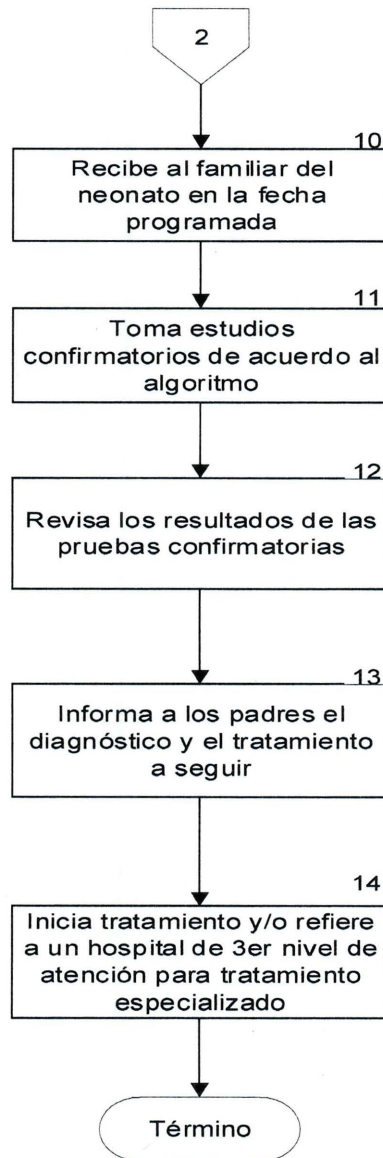 2
10
Recibe al familiar del
neonato en la fecha
programada
11
Toma estudios
confirmatorios de acuerdo al
algoritmo
12
Revisa los resultados de las
pruebas confirmatorias
13
Informa a los padres el
diagnóstico y el tratamiento
a seguir
14
Inicia tratamiento y/o refiere
a un hospital de 3er nivel de
atención para tratamiento
especializado
Término